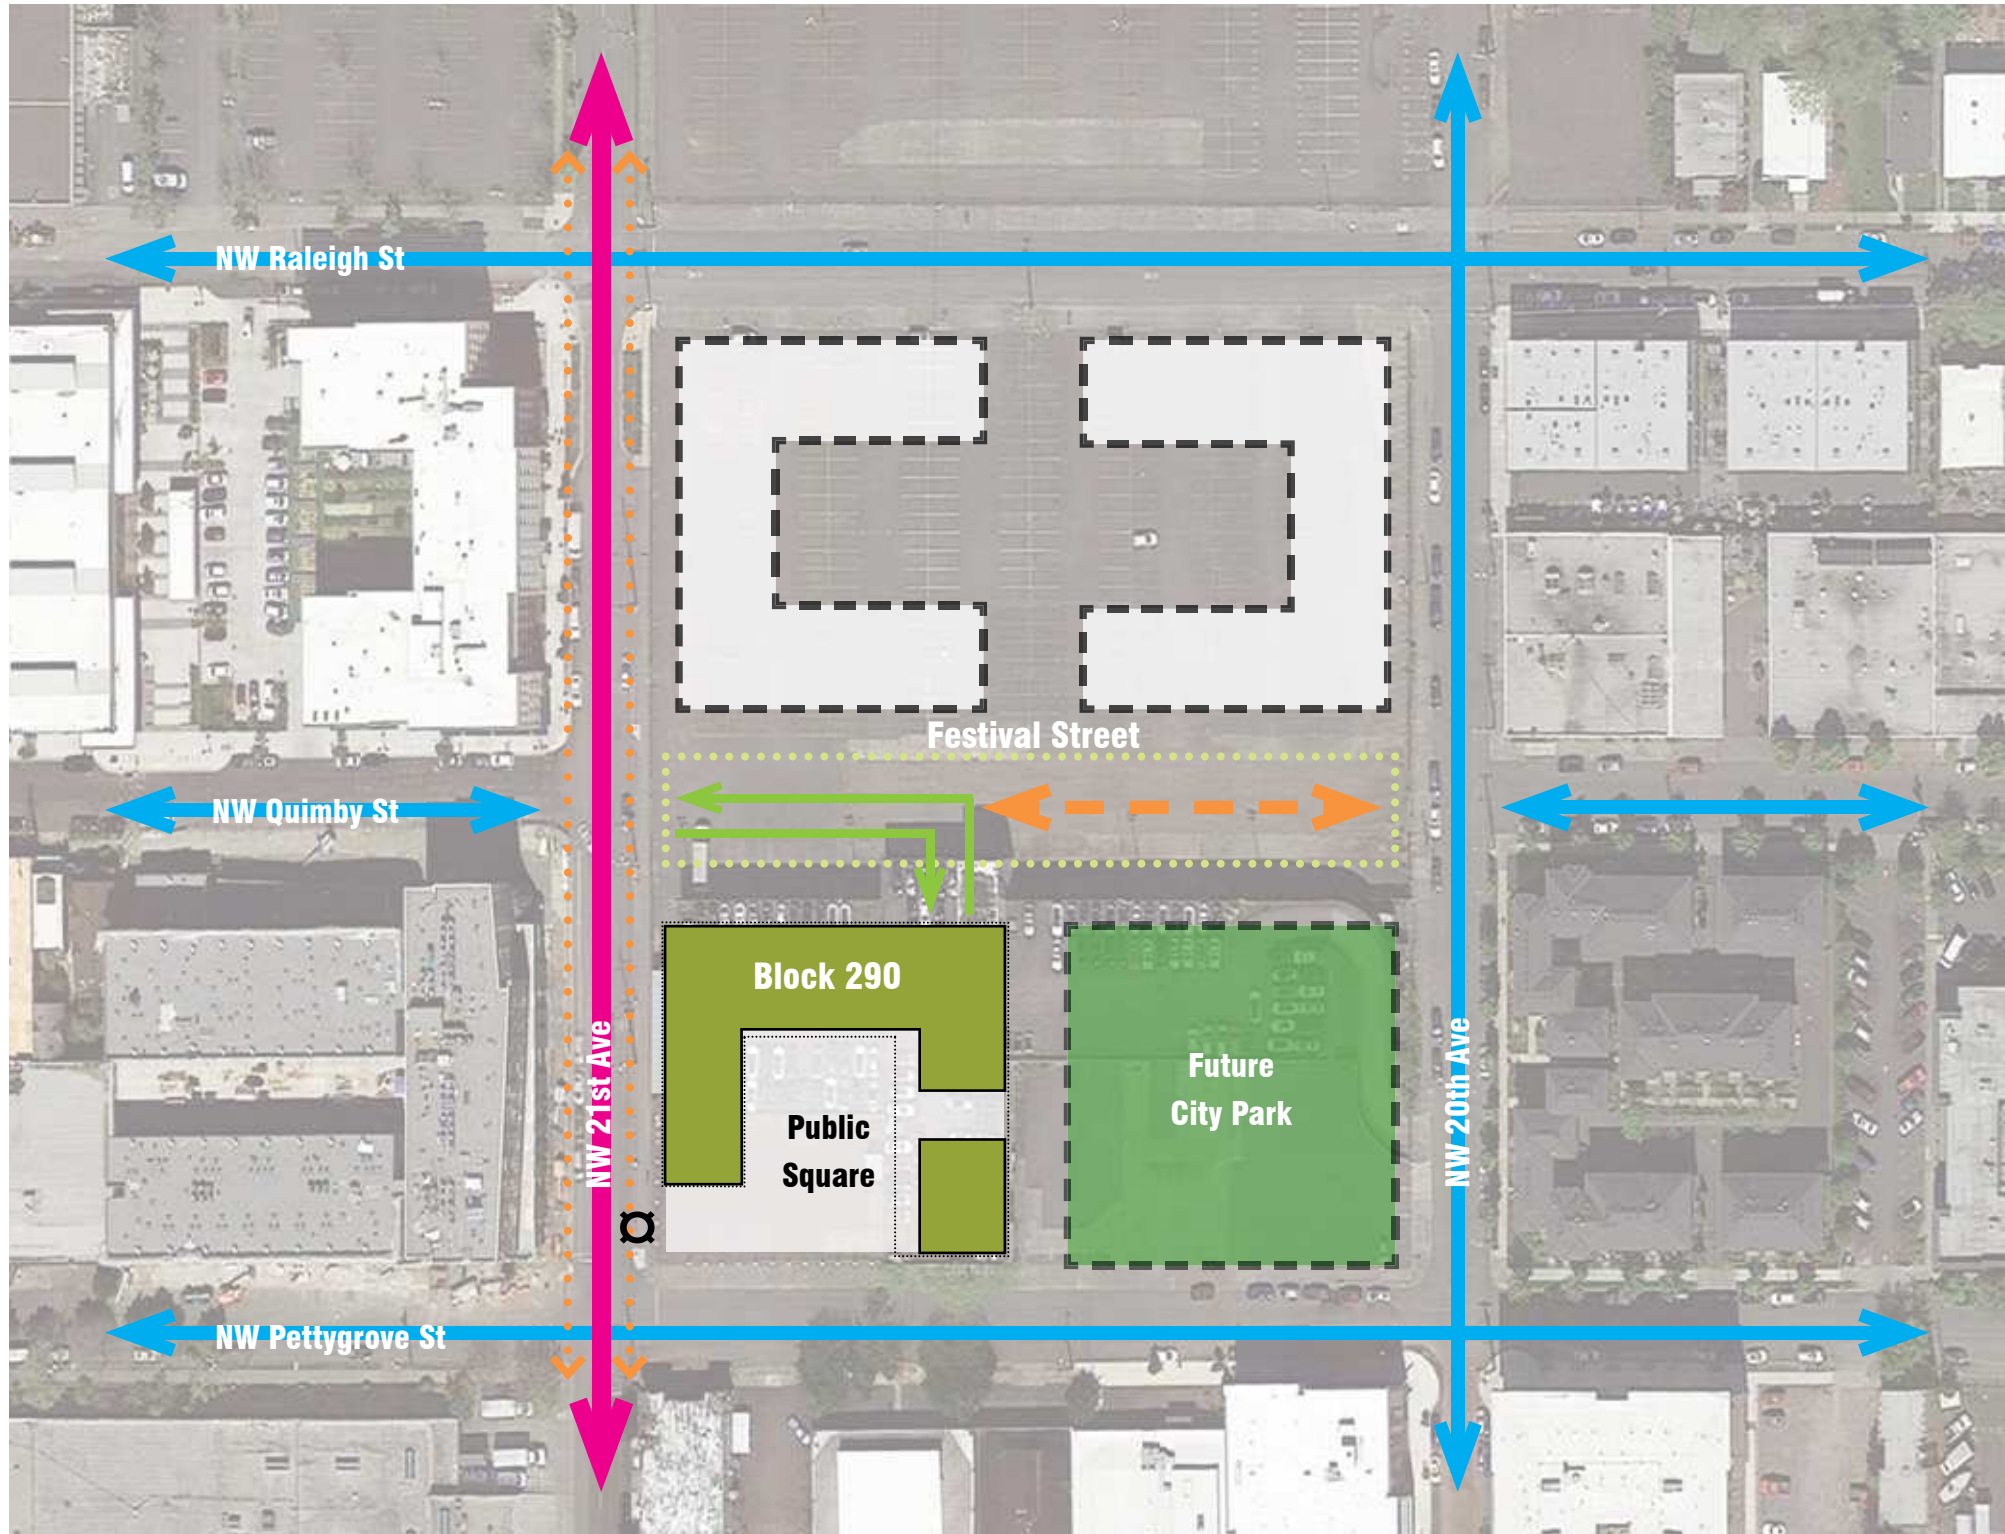 NW Raleigh St
Festival Street
NW Quimby St
Block 290
NW 21st Ave
NW 20th Ave
Future
City Park
Public
Square
NW Pettygrove St